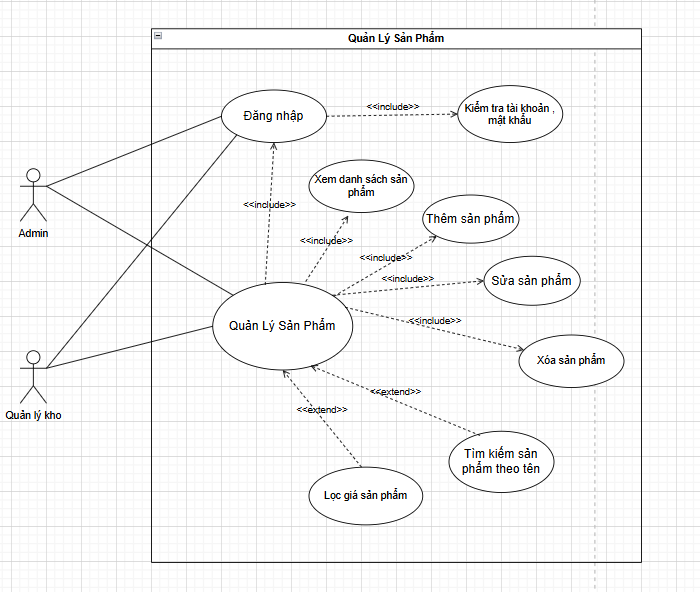 Quản Lý Sản Phẩm
Đăng nhập
<<include>>
Kiểm tra tài khoản ,
mật khẩu
Admin
<<include>>
Xem danh sách sản
phẩm
<<include>>
Thêm sản phẩm
<<include>>
<<include>>
Sửa sản phẩm
Quản Lý Sản Phẩm
<<include>>
Xóa sản phẩm
Quản lý kho
<<extend>>
<<extend>>
Tìm kiếm sản
phẩm theo tên
Lọc giá sản phẩm